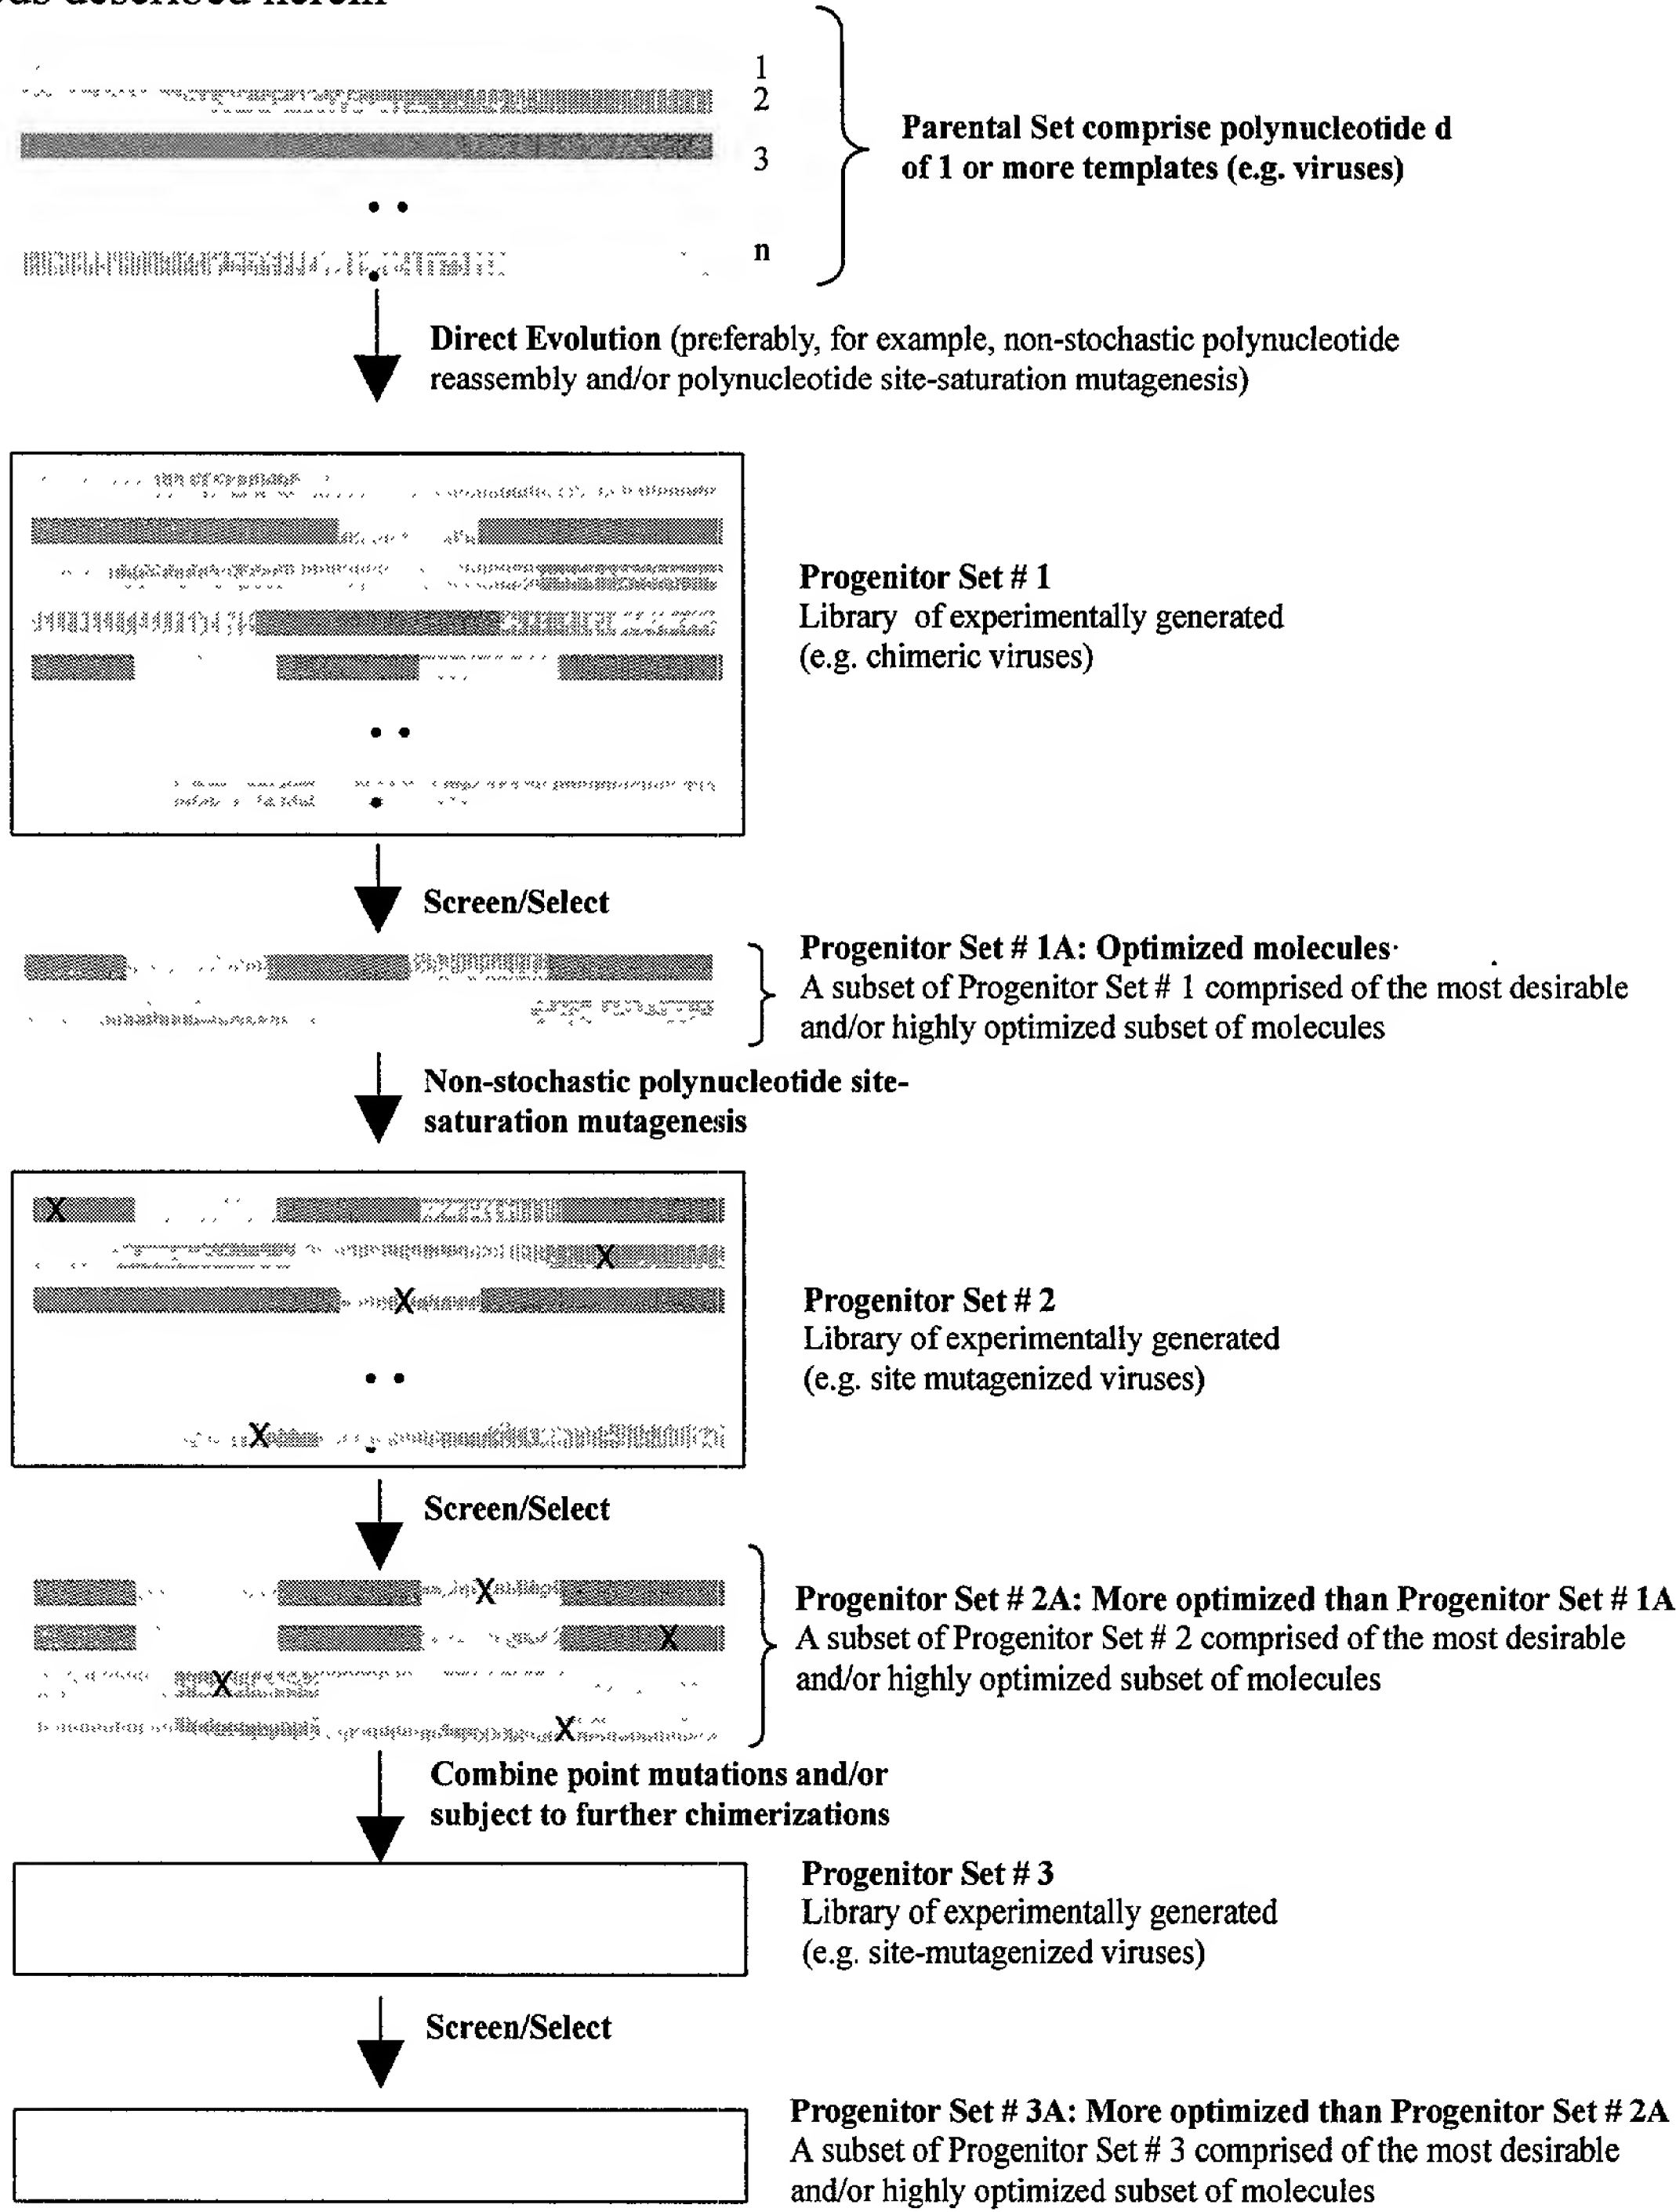 described herein
1
2
3
n
Parental Set comprise polynucleotide d
of 1 or more templates (e.g. viruses)
Direct Evolution (preferably, for example, non-stochastic polynucleotide
reassembly and/or polynucleotide site-saturation mutagenesis)
Progenitor Set # 1
Library of experimentally generated
(e.g. chimeric viruses)
Screen/Select
Progenitor Set # 1A: Optimized molecules
A subset of Progenitor Set # 1 comprised of the most desirable
and/or highly optimized subset of molecules
Non-stochastic polynucleotide site-
saturation mutagenesis
X
X
X
X
Progenitor Set # 2
Library of experimentally generated
(e.g. site mutagenized viruses)
Screen/Select
X
X
X
X
Progenitor Set # 2A: More optimized than Progenitor Set # 1A
A subset of Progenitor Set # 2 comprised of the most desirable
and/or highly optimized subset of molecules
Combine point mutations and/or
subject to further chimerizations
Progenitor Set # 3
Library of experimentally generated
(e.g. site-mutagenized viruses)
Screen/Select
Progenitor Set # 3A: More optimized than Progenitor Set # 2A
A subset of Progenitor Set # 3 comprised of the most desirable
and/or highly optimized subset of molecules